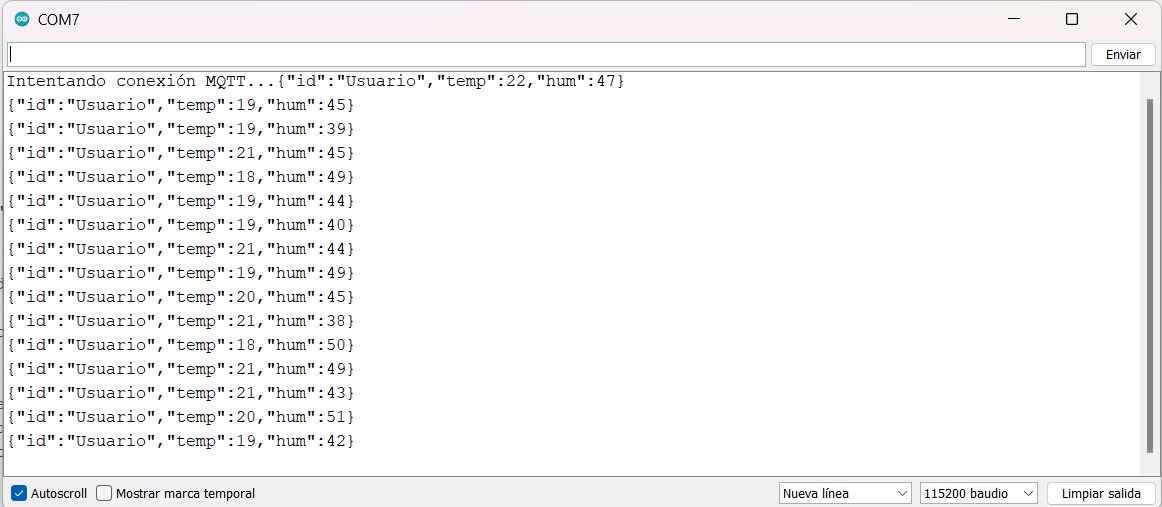 COM7
Enviar
Intentando conexión MQTT...{"id":"Usuario","temp":22,"hum":47}
{"id":"Usuario","temp":19,"hum":45}
{"id":"Usuario","temp":19,"hum":39}
{"id":"Usuario","temp":21,"hum":45}
{"id":"Usuario","temp":18,"hum":49}
{"id":"Usuario","temp":19,"hum":44}
{"id":"Usuario","temp":19,"hum":40}
{"id":"Usuario","temp":21,"hum":44}
{"id":"Usuario","temp":19,"hum":49}
{"id":"Usuario","temp":20,"hum":45}
{"id":"Usuario","temp":21,"hum":38}
{"id":"Usuario","temp":18,"hum":50}
{"id":"Usuario","temp":21,"hum":49}
{"id":"Usuario","temp":21,"hum":43}
{"id":"Usuario","temp":20,"hum":51}
{"id":"Usuario","temp":19,"hum":42}
Autoscroll Mostrar marca temporal Nueva línea 115200 baudio Limpiar salida